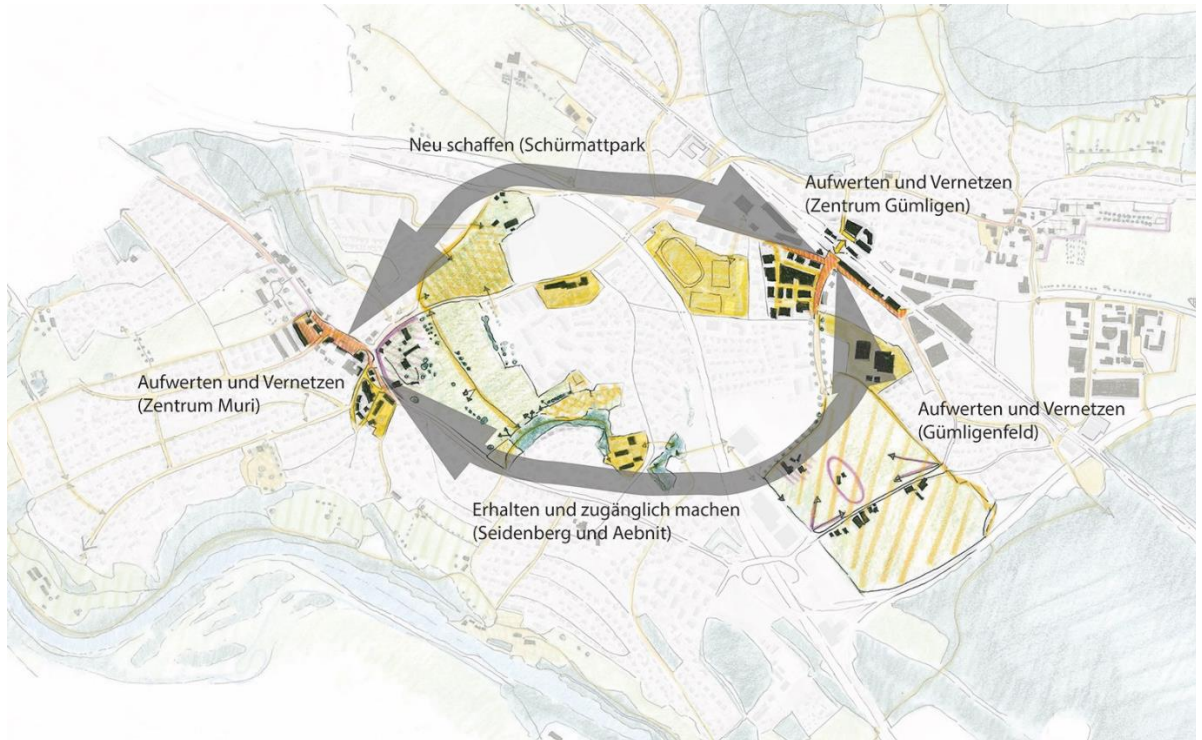 Neu schaffen (Schürmattpark
Aufwerten und Vernetzen
(Zentrum Gümligen)
Aufwerten und Vernetzen
(Zentrum Muri)
Aufwerten und Vernetzen
(Gümligenfeld)
Erhalten und zugänglich machen
(Seidenberg und Aebnit)